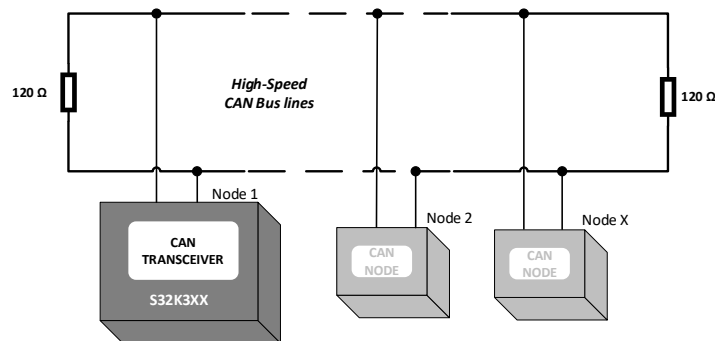 120 Ω
High-Speed
CAN Bus lines
120 Ω
Node 1
CAN
TRANSCEIVER
S32K3XX
Node 2
CAN
NODE
Node X
CAN
NODE